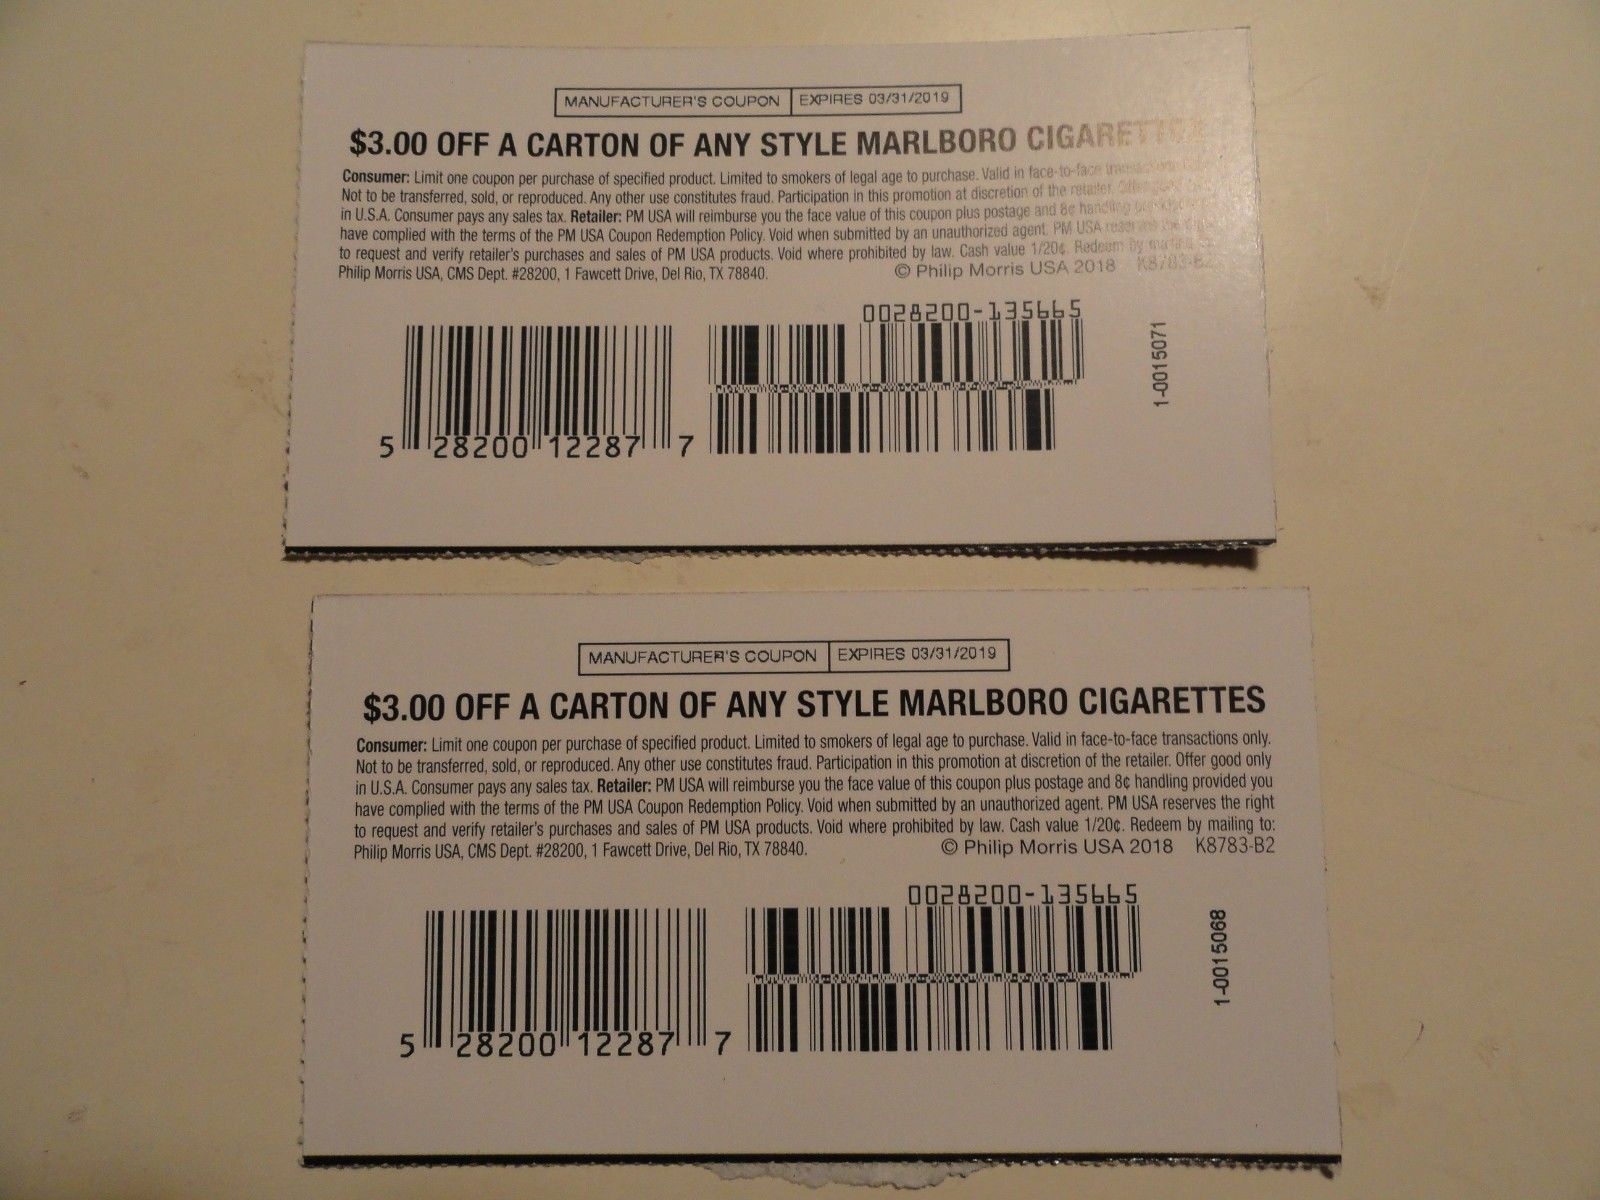 MANUFACTURER'S COUPON EXPIRES 03/31/2019
$3.00 OFF A CARTON OF ANY STYLE MARLBORO CIGARETTES
Consumer: Limit one coupon per purchase of specified product. Limited to smokers of legal age to purchase. Valid in face-to-face
Not to be transferred, sold, or reproduced. Any other use constitutes fraud. Participation in this promotion at discretion of the retailer.
in U.S.A. Consumer pays any sales tax. Retailer: PM USA will reimburse you the face value of this coupon plus postage and 8¢ handling
have complied with the terms of the PM USA Coupon Redemption Policy. Void when submitted by an unauthorized agent. PM USA
to request and verify retailer's purchases and sales of PM USA products. Void where prohibited by law. Cash value 1/20¢. Redeem by
Philip Morris USA, CMS Dept. #28200, 1 Fawcett Drive, Del Rio, TX 78840. © Philip Morris USA 2018 K8783-B2
0028200-135665
5 28200 12287 7
1-0015071
MANUFACTURER'S COUPON EXPIRES 03/31/2019
$3.00 OFF A CARTON OF ANY STYLE MARLBORO CIGARETTES
Consumer: Limit one coupon per purchase of specified product. Limited to smokers of legal age to purchase. Valid in face-to-face transactions only.
Not to be transferred, sold, or reproduced. Any other use constitutes fraud. Participation in this promotion at discretion of the retailer. Offer good only
in U.S.A. Consumer pays any sales tax. Retailer: PM USA will reimburse you the face value of this coupon plus postage and 8¢ handling provided you
have complied with the terms of the PM USA Coupon Redemption Policy. Void when submitted by an unauthorized agent. PM USA reserves the right
to request and verify retailer's purchases and sales of PM USA products. Void where prohibited by law. Cash value 1/20¢. Redeem by mailing to:
Philip Morris USA, CMS Dept. #28200, 1 Fawcett Drive, Del Rio, TX 78840. © Philip Morris USA 2018 K8783-B2
0028200-135665
5 28200 12287 7
1-0015068